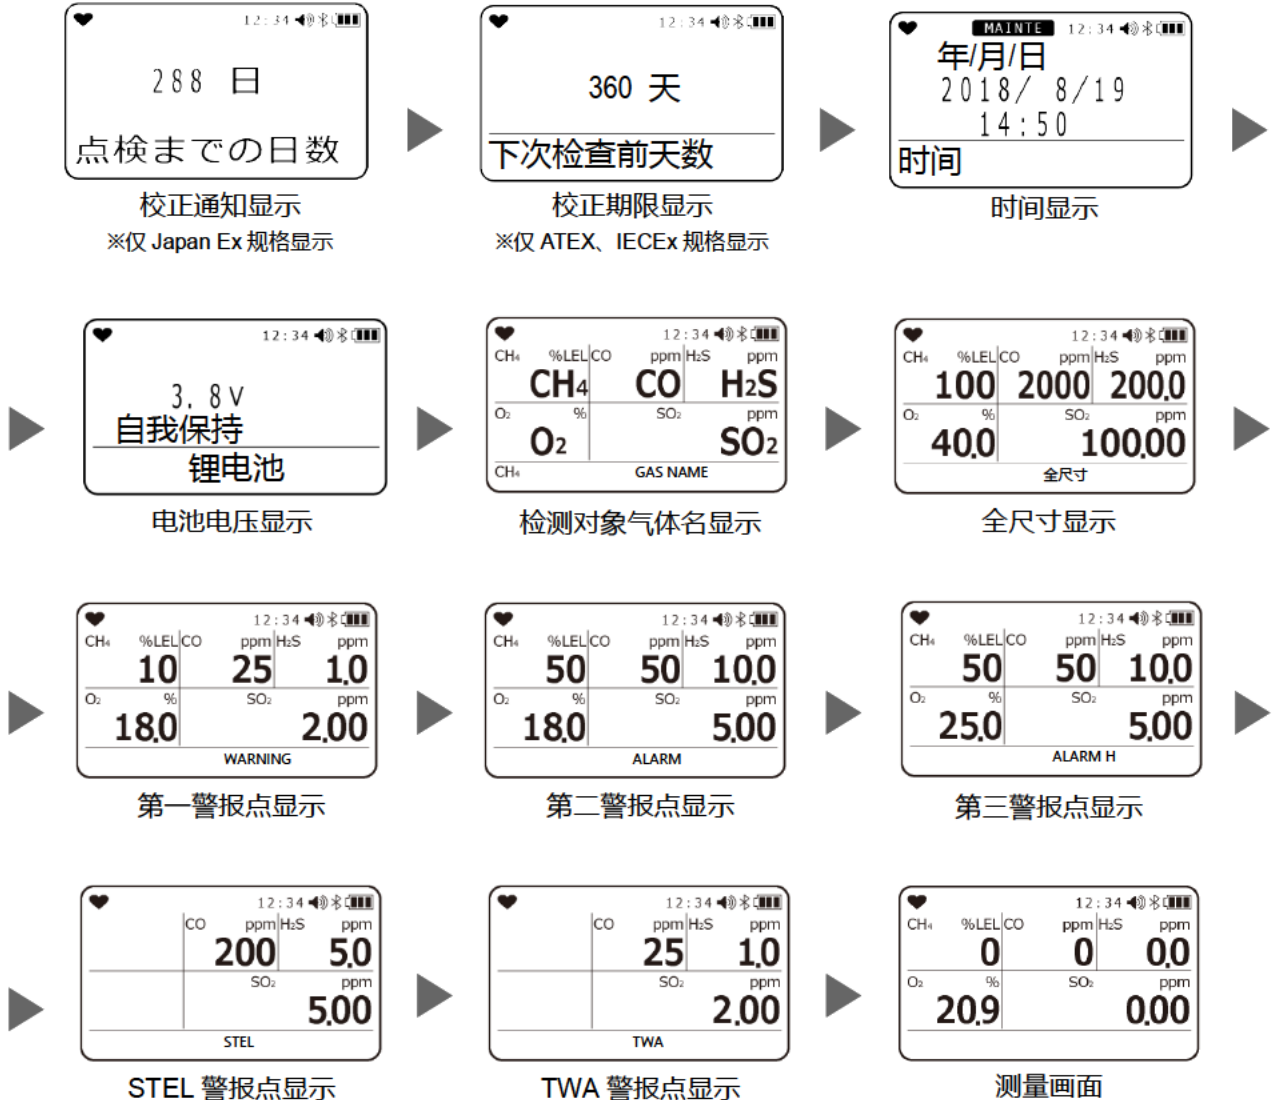 12:34
288 日
点検までの日数
校正通知显示
※仅 Japan Ex 规格显示
12:34
360 天
下次检查前天数
校正期限显示
※仅 ATEX、IECEx 规格显示
MAINTE 12:34
年/月/日
2018/ 8/19
14:50
时间
时间显示
12:34
3. 8 V
自我保持
锂电池
电池电压显示
12:34
CH₄ %LEL CO ppm H₂S ppm
CH4 CO H2S
O₂ % SO₂ ppm
O2 SO2
CH₄ GAS NAME
检测对象气体名显示
12:34
CH₄ %LEL CO ppm H₂S ppm
100 2000 200.0
O₂ % SO₂ ppm
40.0 100.00
全尺寸
全尺寸显示
12:34
CH₄ %LEL CO ppm H₂S ppm
10 25 1.0
O₂ % SO₂ ppm
18.0 2.00
WARNING
第一警报点显示
12:34
CH₄ %LEL CO ppm H₂S ppm
50 50 10.0
O₂ % SO₂ ppm
18.0 5.00
ALARM
第二警报点显示
12:34
CH₄ %LEL CO ppm H₂S ppm
50 50 10.0
O₂ % SO₂ ppm
25.0 5.00
ALARM H
第三警报点显示
12:34
CO ppm H₂S ppm
200 5.0
SO₂ ppm
5.00
STEL
STEL 警报点显示
12:34
CO ppm H₂S ppm
25 1.0
SO₂ ppm
2.00
TWA
TWA 警报点显示
12:34
CH₄ %LEL CO ppm H₂S ppm
0 0 0.0
O₂ % SO₂ ppm
20.9 0.00
测量画面